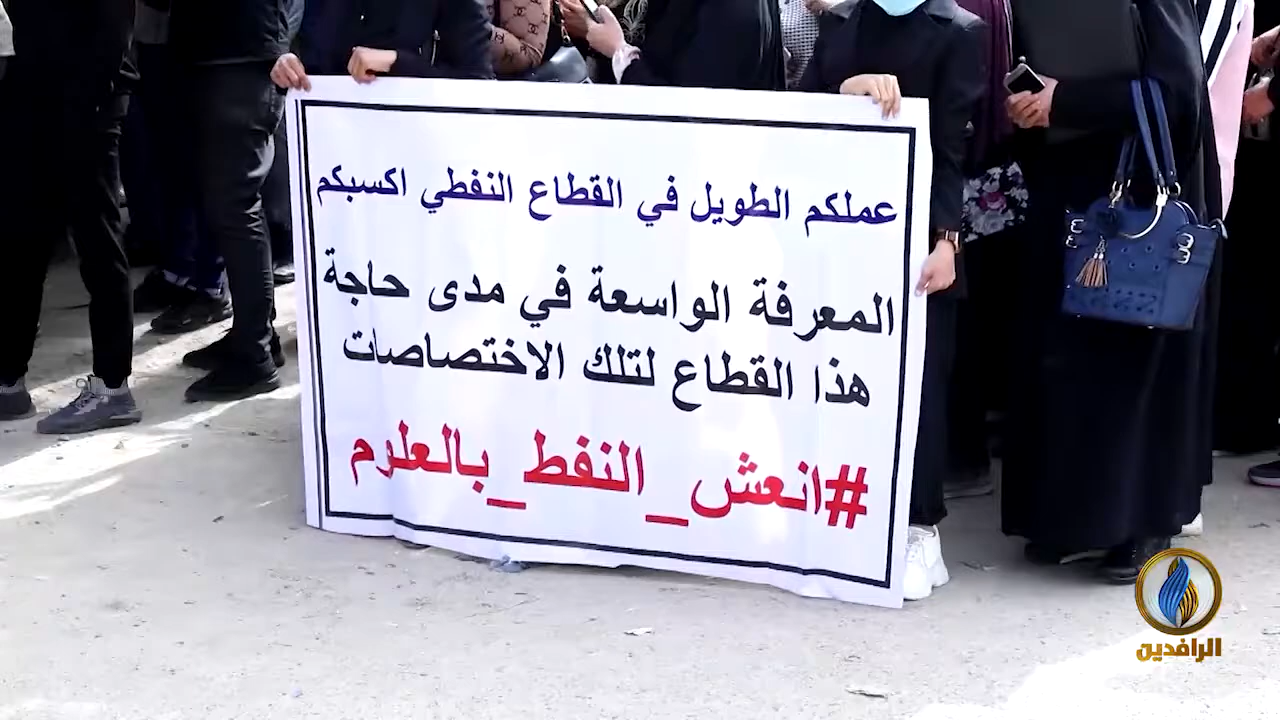 عملكم الطويل في القطاع النفطي اكسبكم
المعرفة الواسعة في مدى حاجة
هذا القطاع لتلك الاختصاصات
#انعش_النفط_بالعلوم
الرافدين